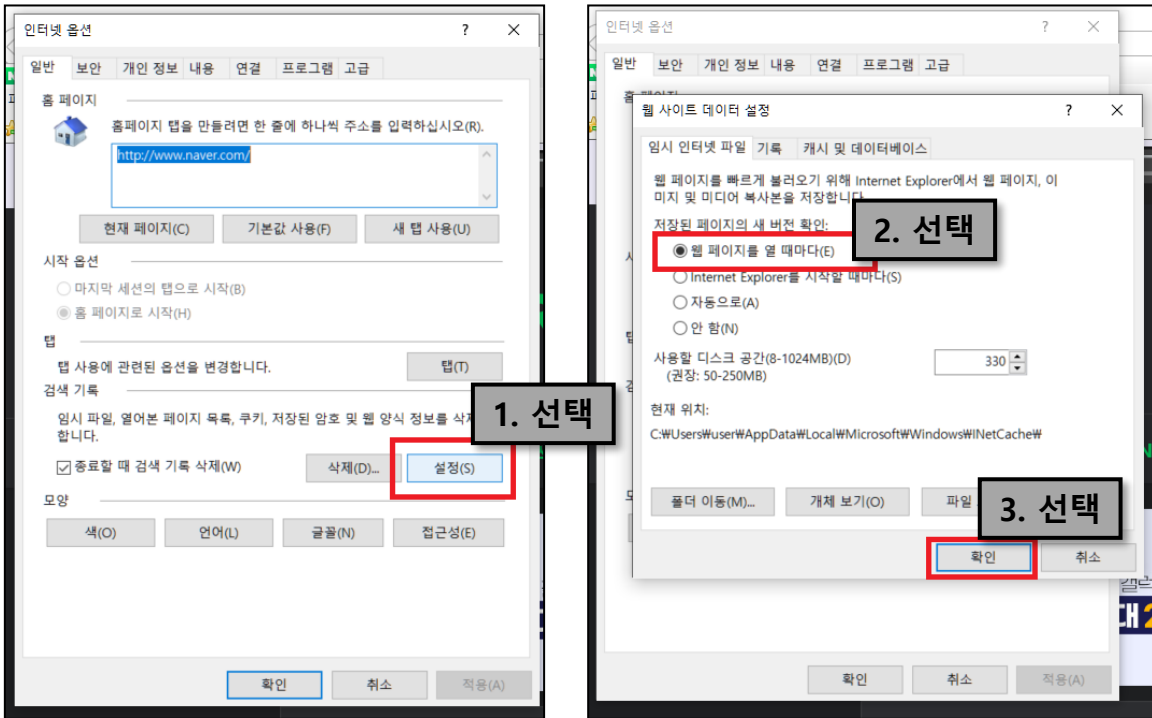 인터넷 옵션
일반 보안 개인 정보 내용 연결 프로그램 고급
홈 페이지
홈페이지 탭을 만들려면 한 줄에 하나씩 주소를 입력하십시오(R).
http://www.naver.com/
현재 페이지(C) 기본값 사용(F) 새 탭 사용(U)
시작 옵션
마지막 세션의 탭으로 시작(B)
홈 페이지로 시작(H)
탭
탭 사용에 관련된 옵션을 변경합니다. 탭(T)
검색 기록
임시 파일, 열어본 페이지 목록, 쿠키, 저장된 암호 및 웹 양식 정보를
합니다.
1. 선택
종료할 때 검색 기록 삭제(W) 삭제(D)... 설정(S)
모양
색(O) 언어(L) 글꼴(N) 접근성(E)
확인 취소 적용(A)
인터넷 옵션
일반 보안 개인 정보 내용 연결 프로그램 고급
웹 사이트 데이터 설정
임시 인터넷 파일 기록 캐시 및 데이터베이스
웹 페이지를 빠르게 불러오기 위해 Internet Explorer에서 웹 페이지, 이
미지 및 미디어 복사본을 저장합니다
저장된 페이지의 새 버전 확인:
2. 선택
웹 페이지를 열 때마다(E)
Internet Explorer를 시작할 때마다(S)
자동으로(A)
안 함(N)
사용할 디스크 공간(8-1024MB)(D) 330
(권장: 50-250MB)
현재 위치:
C:₩Users₩user₩AppData₩Local₩Microsoft₩Windows₩INetCache₩
폴더 이동(M)... 개체 보기(O) 파일
3. 선택
확인 취소
확인 취소 적용(A)